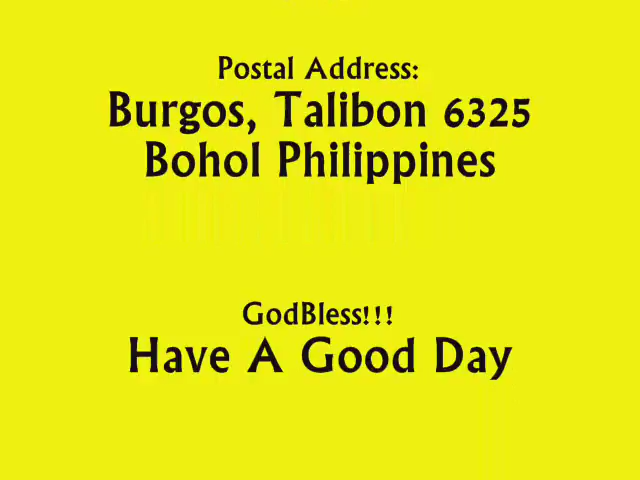 Postal Address:
Burgos, Talibon 6325
Bohol Philippines
GodBless!!!
Have A Good Day